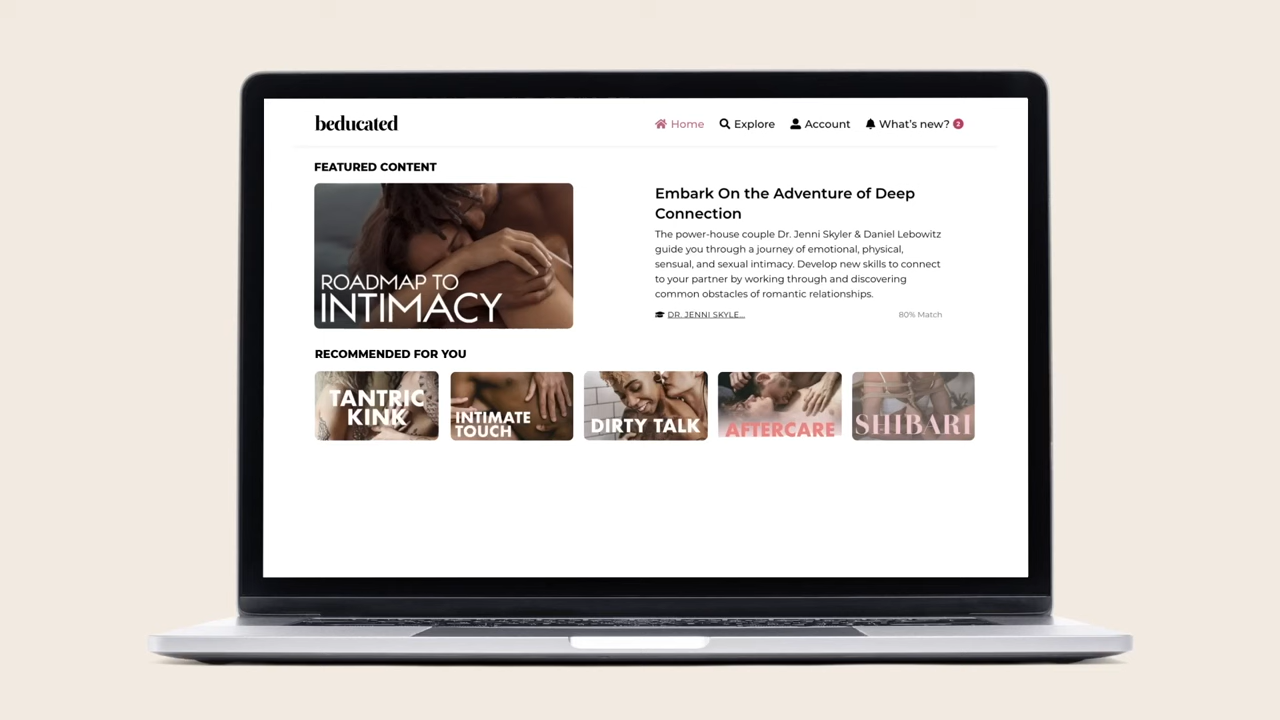 beducated
Home
Explore
Account
What's new? 2
FEATURED CONTENT
ROADMAP TO
INTIMACY
Embark On the Adventure of Deep
Connection
The power-house couple Dr. Jenni Skyler & Daniel Lebowitz
guide you through a journey of emotional, physical,
sensual, and sexual intimacy. Develop new skills to connect
to your partner by working through and discovering
common obstacles of romantic relationships.
DR. JENNI SKYLE...
80% Match
RECOMMENDED FOR YOU
TANTRIC
KINK
INTIMATE
TOUCH
DIRTY TALK
AFTERCARE
SHIBARI